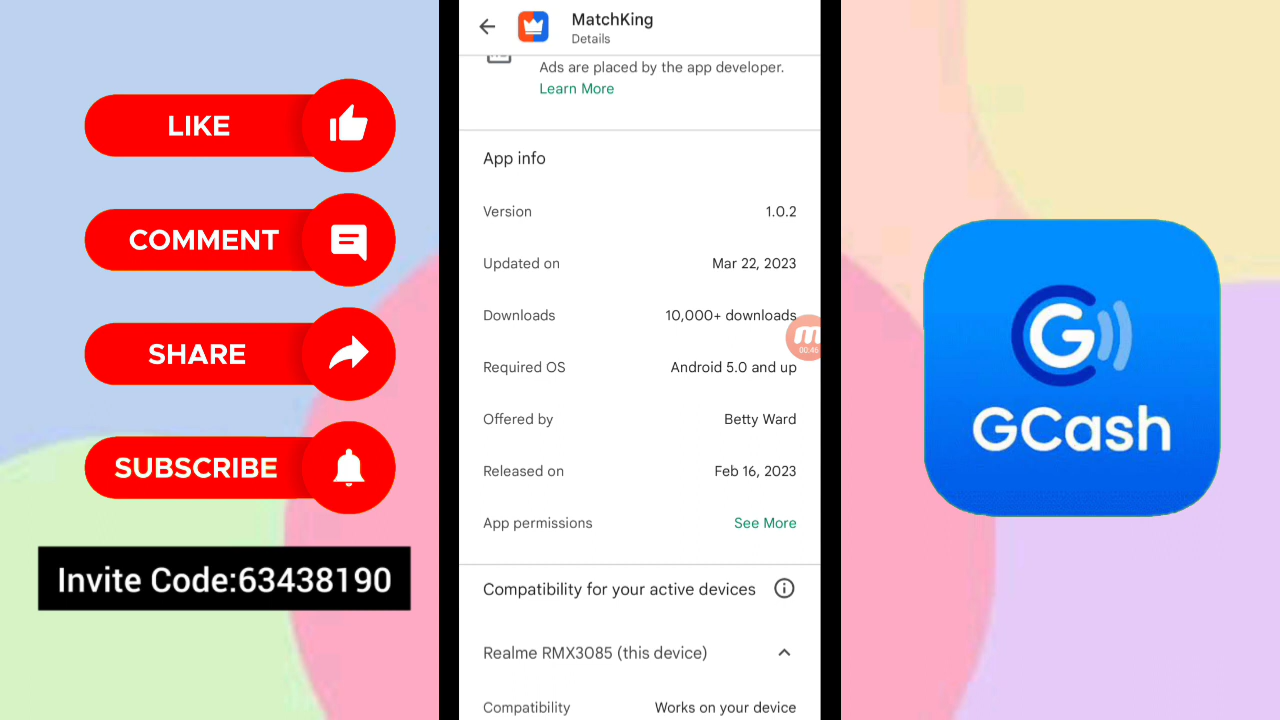 LIKE
COMMENT
SHARE
SUBSCRIBE
Invite Code:63438190
MatchKing
Details
Ads are placed by the app developer.
Learn More
App info
Version 1.0.2
Updated on Mar 22, 2023
Downloads 10,000+ downloads
00:46
Required OS Android 5.0 and up
Offered by Betty Ward
Released on Feb 16, 2023
App permissions See More
Compatibility for your active devices
Realme RMX3085 (this device)
Compatibility Works on your device
G
GCash